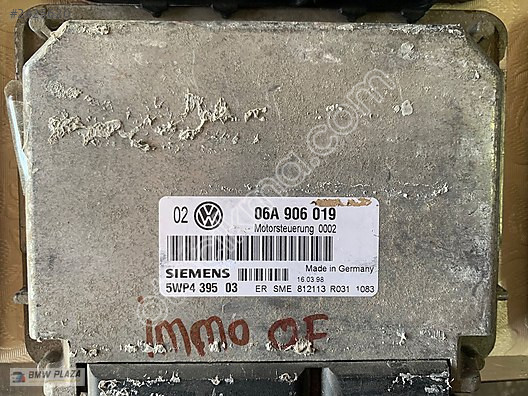 02 06A 906 019
Motorsteuerung 0002
SIEMENS Made in Germany
16.03.98
5WP4 395 03 ER SME 812113 R031 1083
immo OF
BMW PLAZA